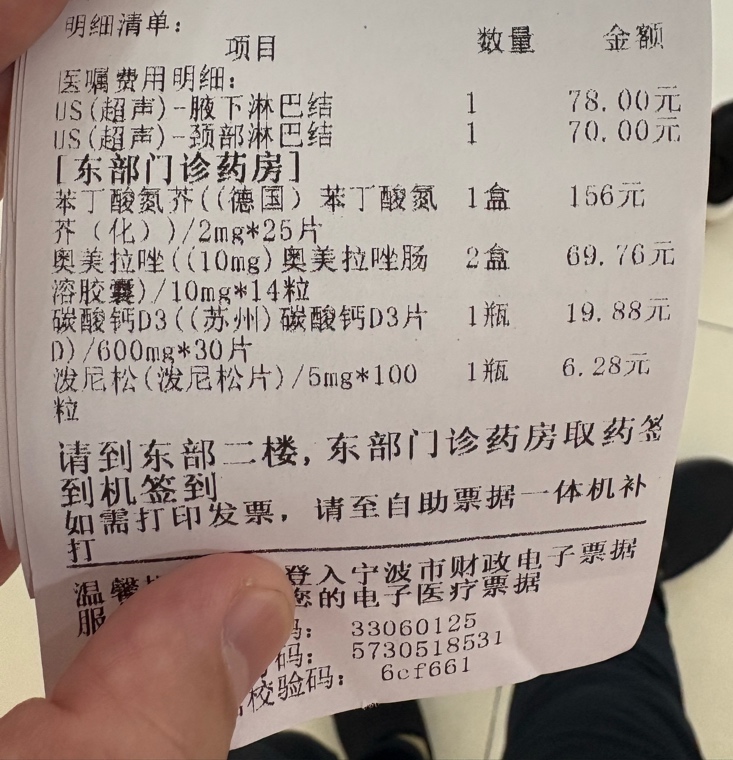 明细清单:
项目 数量 金额
医嘱费用明细:
US(超声)-腋下淋巴结 1 78.00元
US(超声)-颈部淋巴结 1 70.00元
[东部门诊药房]
苯丁酸氮芥((德国) 苯丁酸氮 1盒 156元
芥(化))/2mg*25片
奥美拉唑((10mg)奥美拉唑肠 2盒 69.76元
溶胶囊)/10mg*14粒
碳酸钙D3((苏州)碳酸钙D3片 1瓶 19.88元
D)/600mg*30片
泼尼松(泼尼松片)/5mg*100 1瓶 6.28元
粒
请到东部二楼,东部门诊药房取药签
到机签到
如需打印发票, 请至自助票据一体机补
打
温馨 登入宁波市财政电子票据
服 您的电子医疗票据
码: 33060125
码: 5730518531
校验码: 6cf661